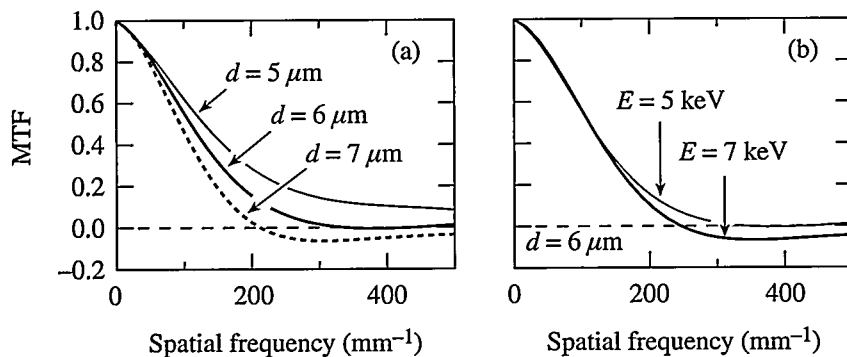 1.0
0.8
0.6
0.4
0.2
0.0
−0.2
MTF
(a)
d = 5 μm
d = 6 μm
d = 7 μm
0
200
400
Spatial frequency (mm⁻¹)
(b)
E = 5 keV
E = 7 keV
d = 6 μm
0
200
400
Spatial frequency (mm⁻¹)